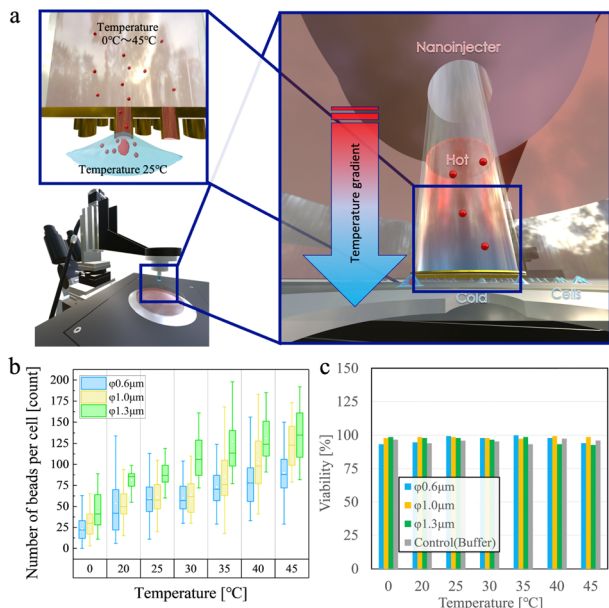 a
Temperature
0℃～45℃
Temperature 25℃
Nanoinjecter
Hot
Temperature gradient
Cold
Cells
b
Number of beads per cell [count]
200
175
150
125
100
75
50
25
0
φ0.6μm
φ1.0μm
φ1.3μm
0 20 25 30 35 40 45
Temperature [℃]
c
Viability [%]
150
100
50
0
φ0.6μm
φ1.0μm
φ1.3μm
Control(Buffer)
0 20 25 30 35 40 45
Temperature [℃]